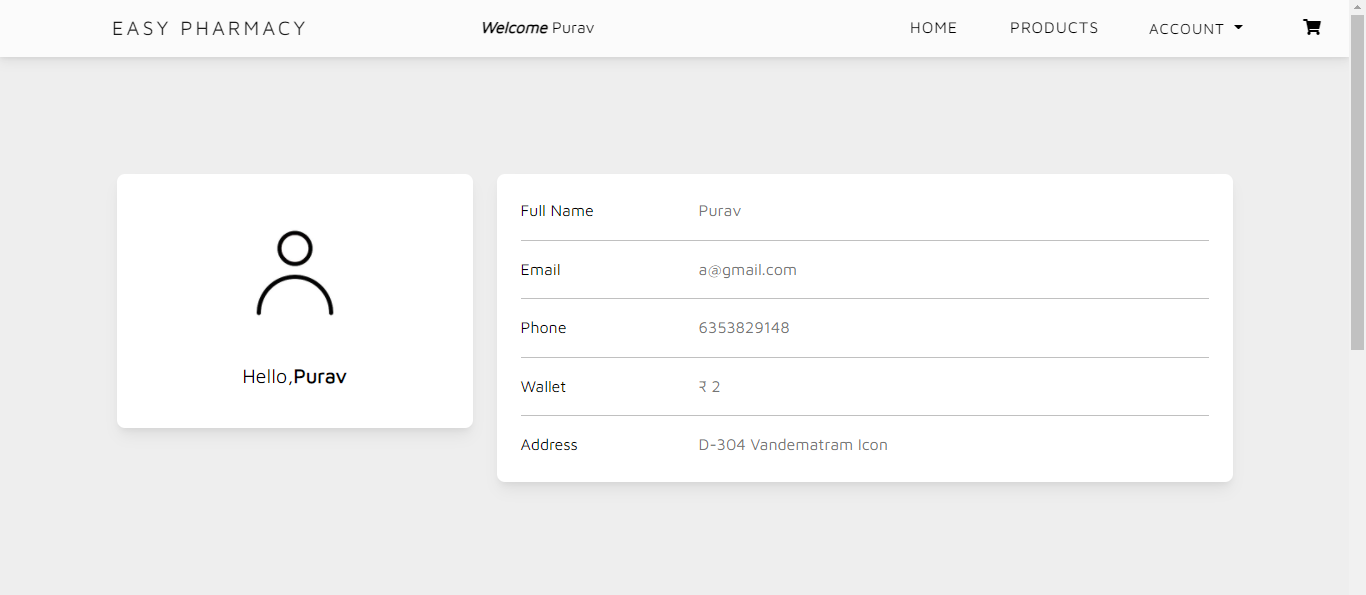 EASY PHARMACY
Welcome Purav
HOME
PRODUCTS
ACCOUNT
Hello,Purav
Full Name Purav
Email a@gmail.com
Phone 6353829148
Wallet ₹ 2
Address D-304 Vandematram Icon